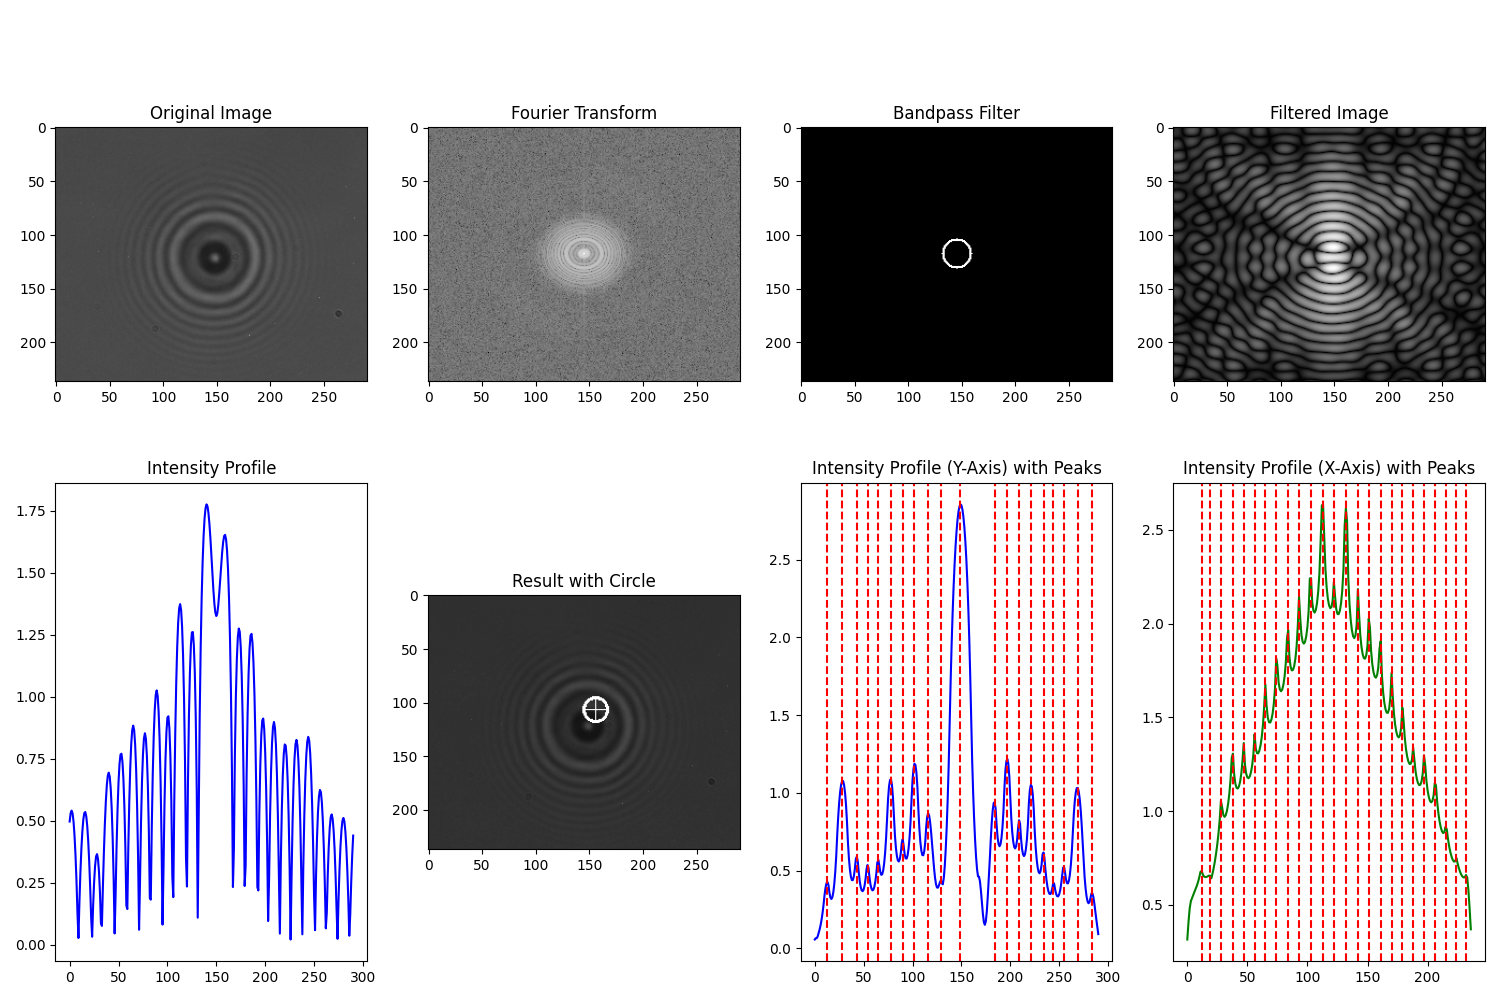 Original Image
Fourier Transform
Bandpass Filter
Filtered Image
0
50
100
150
200
0 50 100 150 200 250
0
50
100
150
200
0 50 100 150 200 250
0
50
100
150
200
0 50 100 150 200 250
0
50
100
150
200
0 50 100 150 200 250
Intensity Profile
1.75
1.50
1.25
1.00
0.75
0.50
0.25
0.00
0 50 100 150 200 250 300
Result with Circle
0
50
100
150
200
0 50 100 150 200 250
Intensity Profile (Y-Axis) with Peaks
2.5
2.0
1.5
1.0
0.5
0.0
0 50 100 150 200 250 300
Intensity Profile (X-Axis) with Peaks
2.5
2.0
1.5
1.0
0.5
0 50 100 150 200